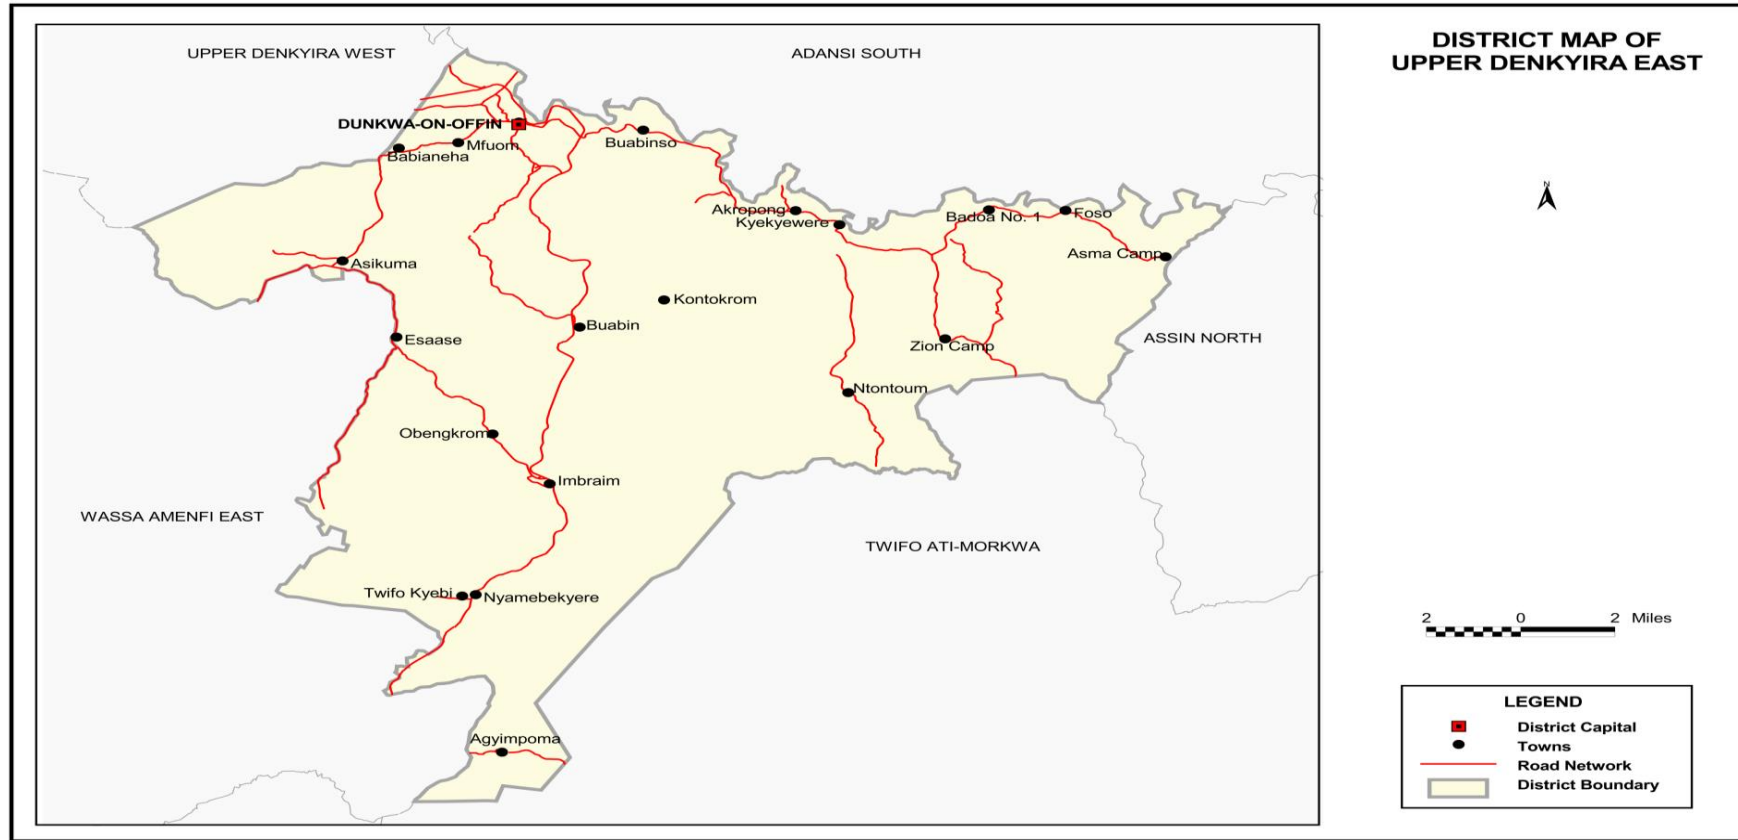 DISTRICT MAP OF
UPPER DENKYIRA EAST
UPPER DENKYIRA WEST
ADANSI SOUTH
DUNKWA-ON-OFFIN
Mfuom
Babianeha
Buabinso
Akropong
Kyekyewere
Badoa No. 1
Foso
Asma Camp
Asikuma
Kontokrom
Buabin
Esaase
Zion Camp
ASSIN NORTH
Ntontoum
Obengkrom
Imbraim
WASSA AMENFI EAST
TWIFO ATI-MORKWA
Twifo Kyebi
Nyamebekyere
Agyimpoma
N
2 0 2 Miles
LEGEND
District Capital
Towns
Road Network
District Boundary